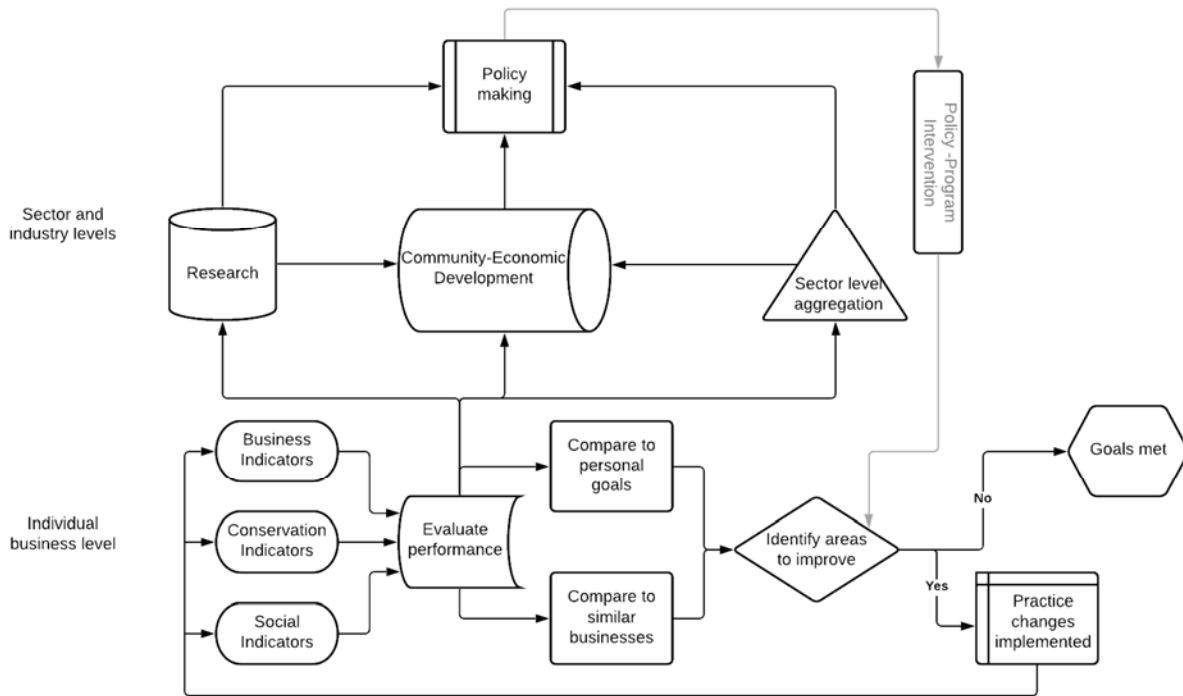 Policy
making
Policy -Program
Intervention
Sector and
industry levels
Research
Community-Economic
Development
Sector level
aggregation
Business
Indicators
Compare to
personal
goals
Goals met
No
Individual
business level
Conservation
Indicators
Evaluate
performance
Identify areas
to improve
Yes
Social
Indicators
Compare to
similar
businesses
Practice
changes
implemented